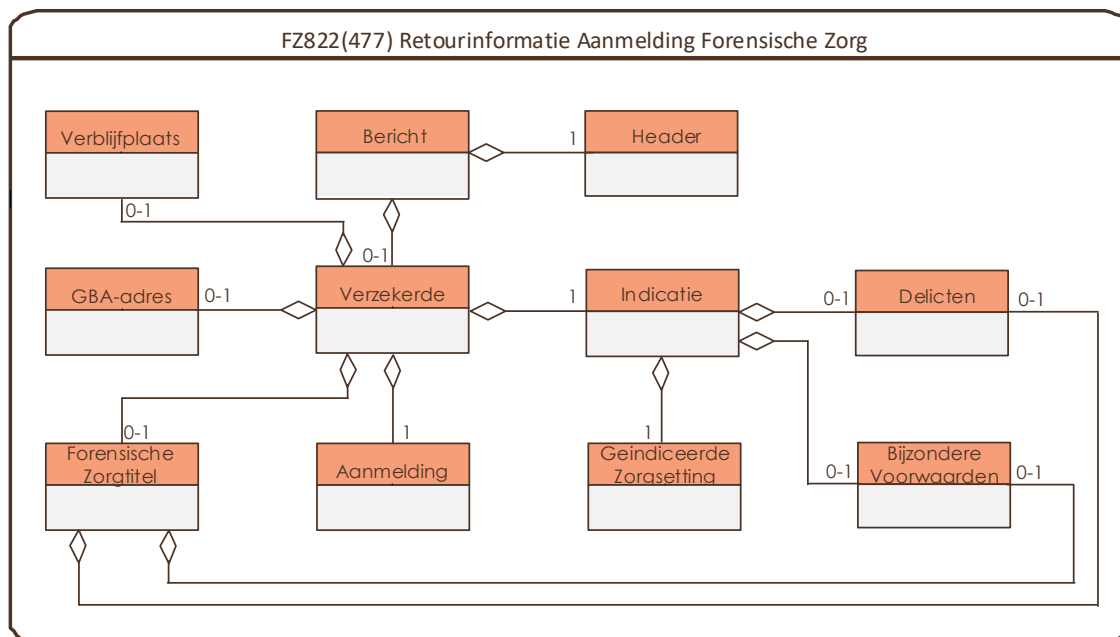 FZ822(477) Retourinformatie Aanmelding Forensische Zorg
Verblijfplaats
Bericht
1
Header
0-1
0-1
GBA-adres
0-1
Verzekerde
1
Indicatie
0-1
Delicten
0-1
0-1
Forensische
Zorgtitel
1
Aanmelding
1
Geindiceerde
Zorgsetting
0-1
Bijzondere
Voorwaarden
0-1